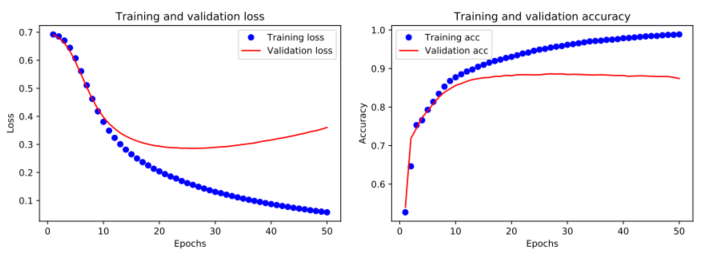 Training and validation loss
0.7
0.6
0.5
0.4
0.3
0.2
0.1
Loss
Training loss
Validation loss
0 10 20 30 40 50
Epochs
Training and validation accuracy
1.0
0.9
0.8
0.7
0.6
Accuracy
Training acc
Validation acc
0 10 20 30 40 50
Epochs